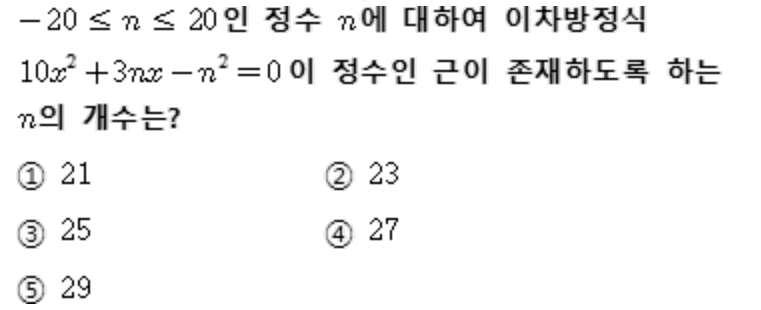 −20 ≤ n ≤ 20인 정수 n에 대하여 이차방정식
10x² + 3nx − n² = 0이 정수인 근이 존재하도록 하는
n의 개수는?
① 21 ② 23
③ 25 ④ 27
⑤ 29